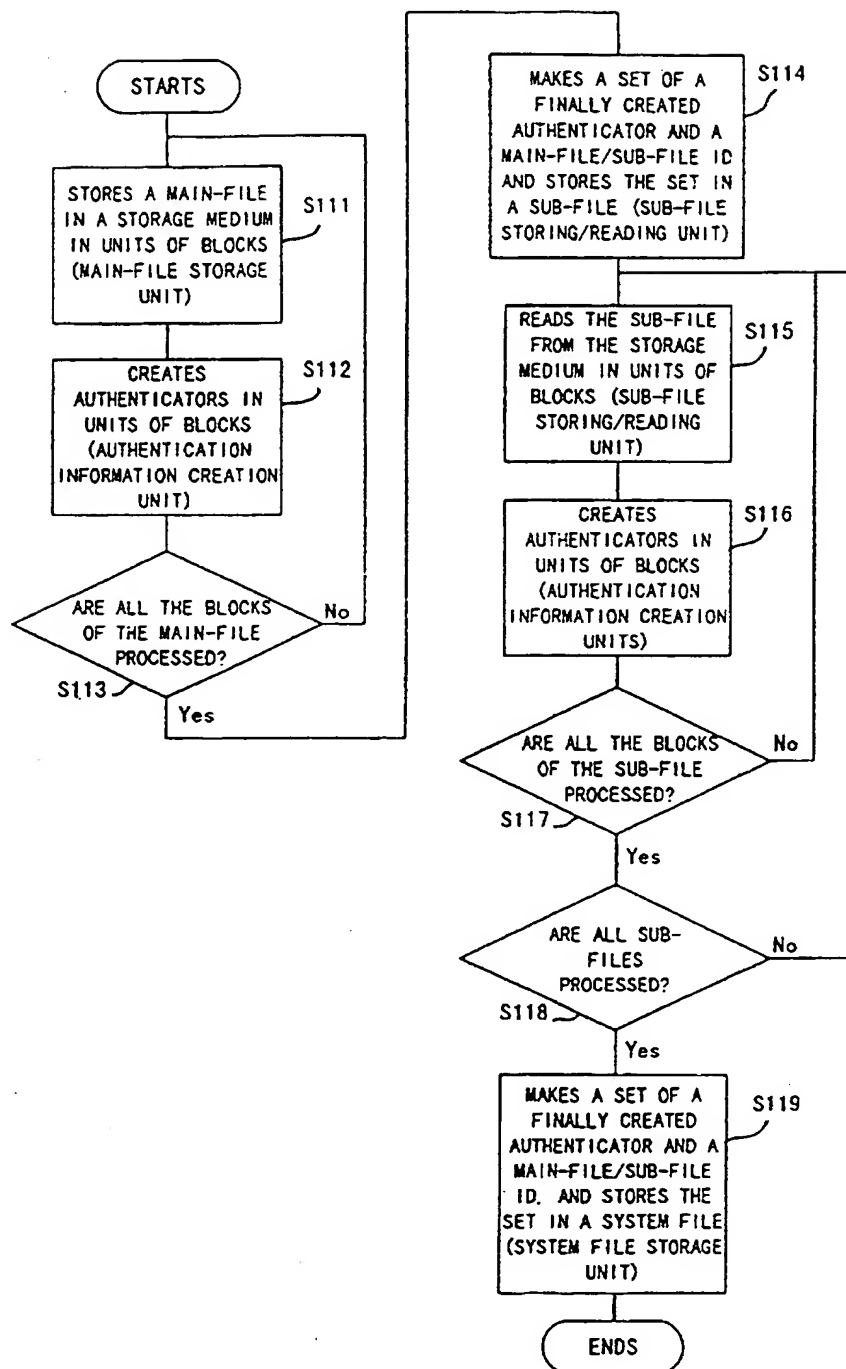 STARTS
STORES A MAIN-FILE
IN A STORAGE MEDIUM
IN UNITS OF BLOCKS
(MAIN-FILE STORAGE
UNIT)
S111
CREATES
AUTHENTICATORS IN
UNITS OF BLOCKS
(AUTHENTICATION
INFORMATION CREATION
UNIT)
S112
ARE ALL THE BLOCKS
OF THE MAIN-FILE
PROCESSED?
No
S113
Yes
MAKES A SET OF A
FINALLY CREATED
AUTHENTICATOR AND A
MAIN-FILE/SUB-FILE ID
AND STORES THE SET IN
A SUB-FILE (SUB-FILE
STORING/READING UNIT)
S114
READS THE SUB-FILE
FROM THE STORAGE
MEDIUM IN UNITS OF
BLOCKS (SUB-FILE
STORING/READING
UNIT)
S115
CREATES
AUTHENTICATORS IN
UNITS OF BLOCKS
(AUTHENTICATION
INFORMATION CREATION
UNITS)
S116
ARE ALL THE BLOCKS
OF THE SUB-FILE
PROCESSED?
No
S117
Yes
ARE ALL SUB-
FILES
PROCESSED?
No
S118
Yes
MAKES A SET OF A
FINALLY CREATED
AUTHENTICATOR AND A
MAIN-FILE/SUB-FILE
ID. AND STORES THE
SET IN A SYSTEM FILE
(SYSTEM FILE STORAGE
UNIT)
S119
ENDS